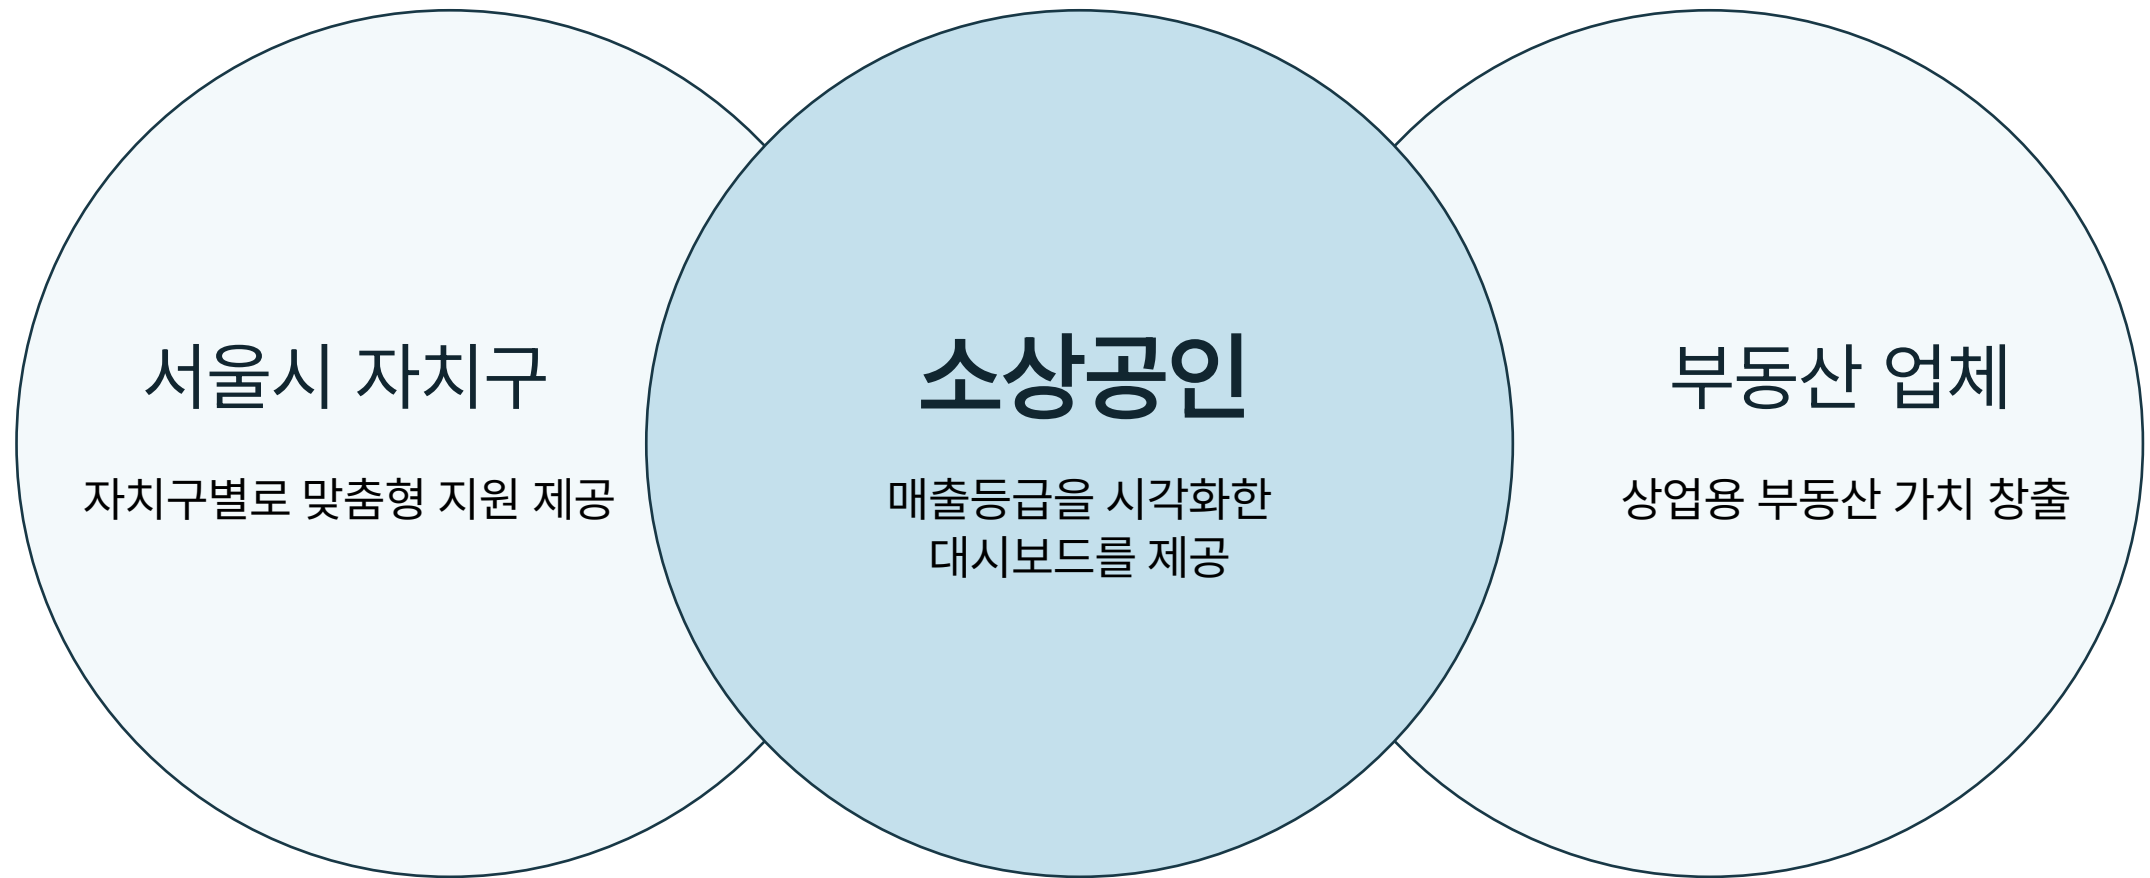 서울시 자치구
자치구별로 맞춤형 지원 제공
소상공인
매출등급을 시각화한
대시보드를 제공
부동산 업체
상업용 부동산 가치 창출